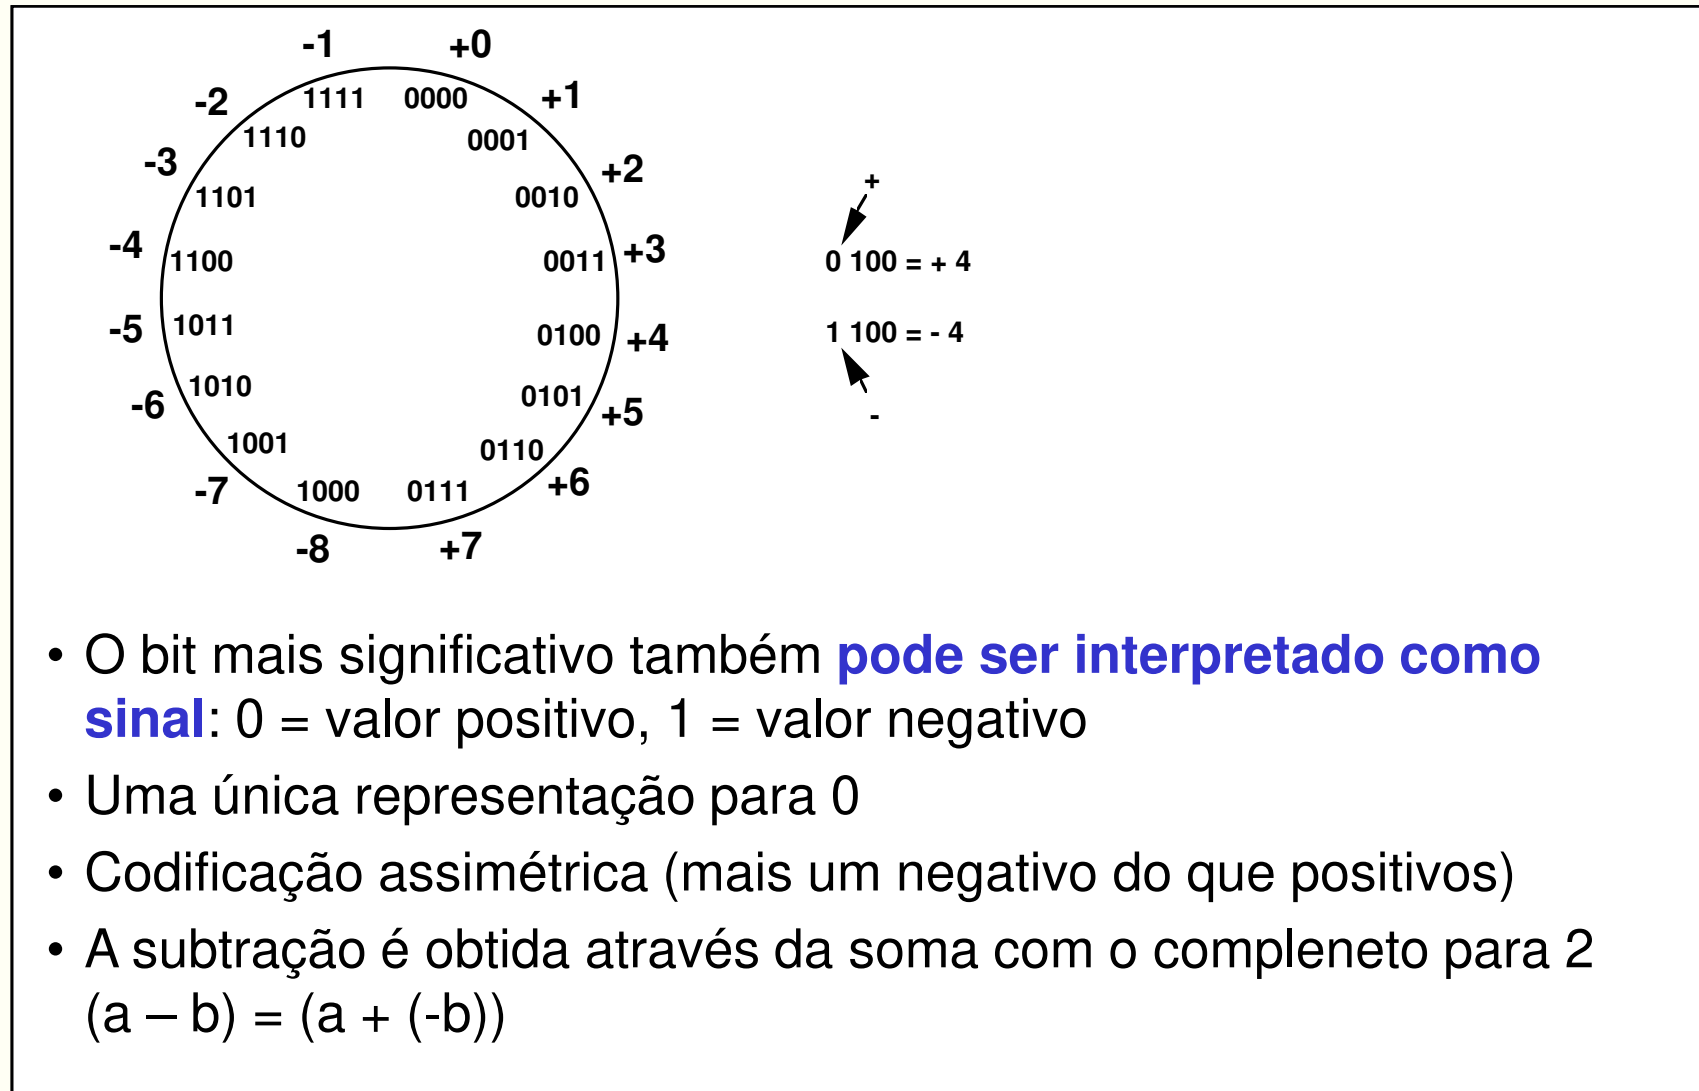 -1 +0
-2 1111 0000 +1
1110 0001
-3 +2
1101 0010
+
-4 1100 0011 +3
0 100 = + 4
-5 1011 0100 +4
1 100 = - 4
-6 1010 0101 +5
-
1001 0110
-7 1000 0111 +6
-8 +7
• O bit mais significativo também pode ser interpretado como
sinal: 0 = valor positivo, 1 = valor negativo
• Uma única representação para 0
• Codificação assimétrica (mais um negativo do que positivos)
• A subtração é obtida através da soma com o compleneto para 2
(a – b) = (a + (-b))